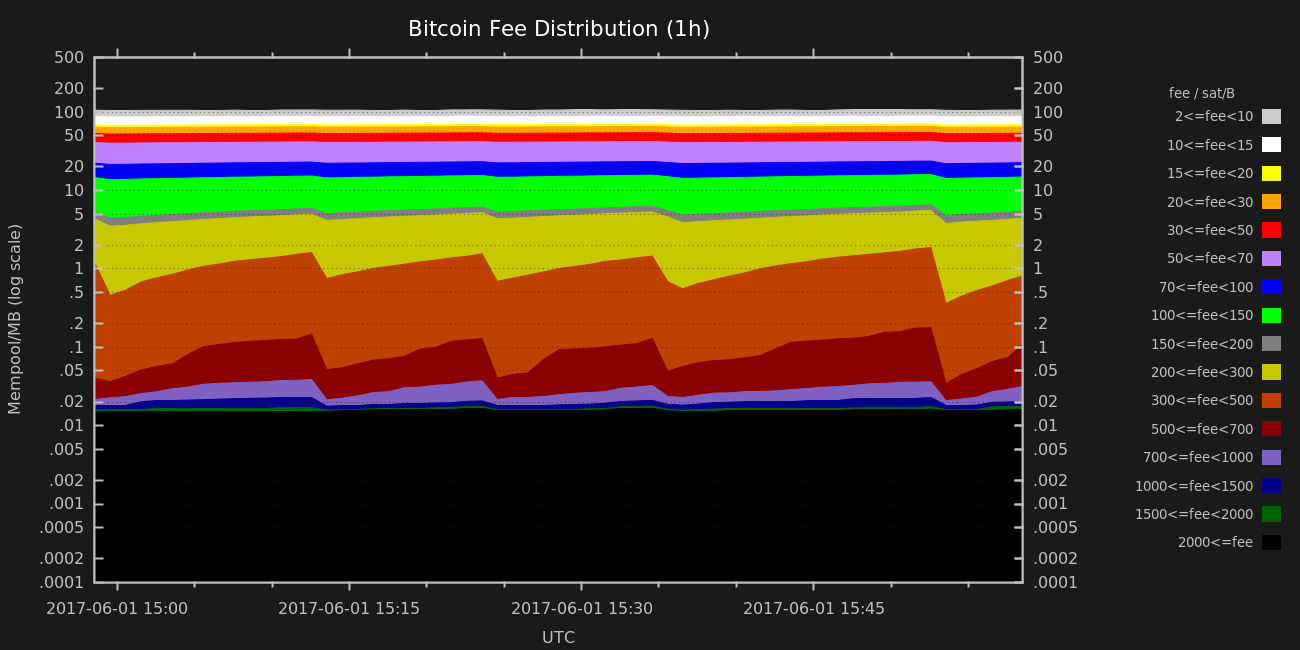 Bitcoin Fee Distribution (1h)
Mempool/MB (log scale)
500
200
100
50
20
10
5
2
1
.5
.2
.1
.05
.02
.01
.005
.002
.001
.0005
.0002
.0001
500
200
100
50
20
10
5
2
1
.5
.2
.1
.05
.02
.01
.005
.002
.001
.0005
.0002
.0001
2017-06-01 15:00
2017-06-01 15:15
2017-06-01 15:30
2017-06-01 15:45
UTC
fee / sat/B
2<=fee<10
10<=fee<15
15<=fee<20
20<=fee<30
30<=fee<50
50<=fee<70
70<=fee<100
100<=fee<150
150<=fee<200
200<=fee<300
300<=fee<500
500<=fee<700
700<=fee<1000
1000<=fee<1500
1500<=fee<2000
2000<=fee